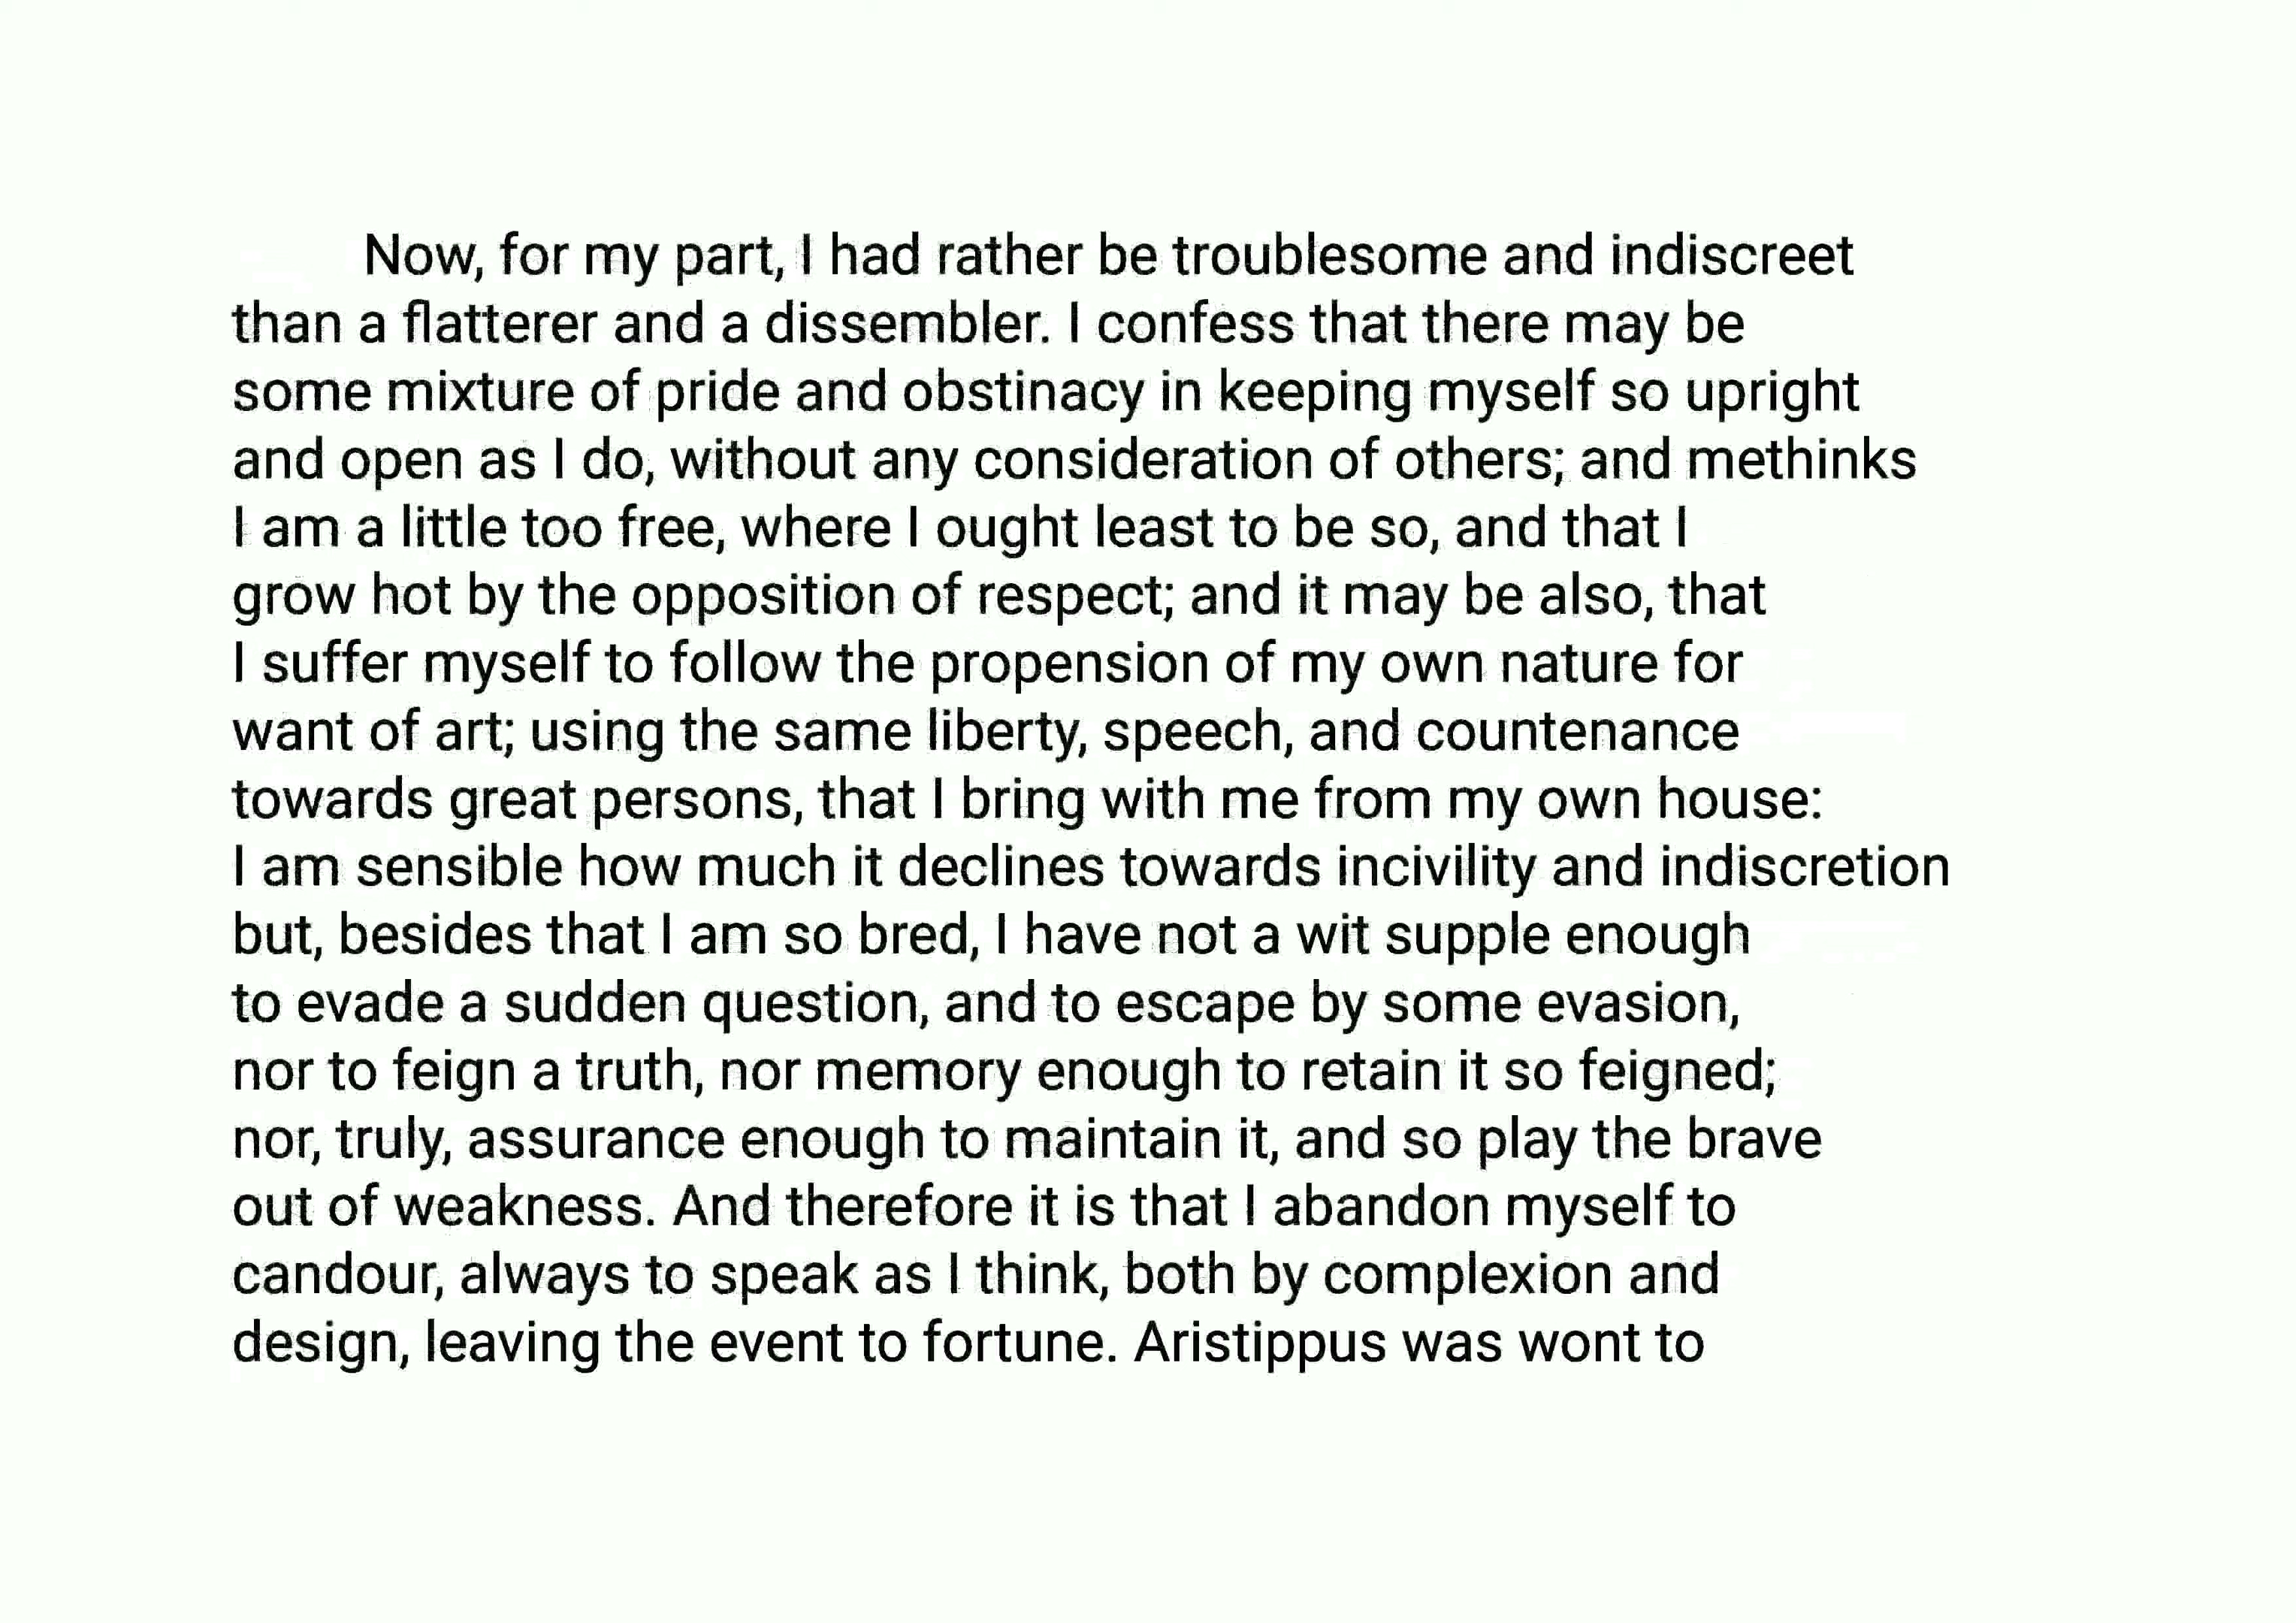 Now, for my part, I had rather be troublesome and indiscreet
than a flatterer and a dissembler. I confess that there may be
some mixture of pride and obstinacy in keeping myself so upright
and open as I do, without any consideration of others; and methinks
I am a little too free, where I ought least to be so, and that I
grow hot by the opposition of respect; and it may be also, that
I suffer myself to follow the propension of my own nature for
want of art; using the same liberty, speech, and countenance
towards great persons, that I bring with me from my own house:
I am sensible how much it declines towards incivility and indiscretion
but, besides that I am so bred, I have not a wit supple enough
to evade a sudden question, and to escape by some evasion,
nor to feign a truth, nor memory enough to retain it so feigned;
nor, truly, assurance enough to maintain it, and so play the brave
out of weakness. And therefore it is that I abandon myself to
candour, always to speak as I think, both by complexion and
design, leaving the event to fortune. Aristippus was wont to